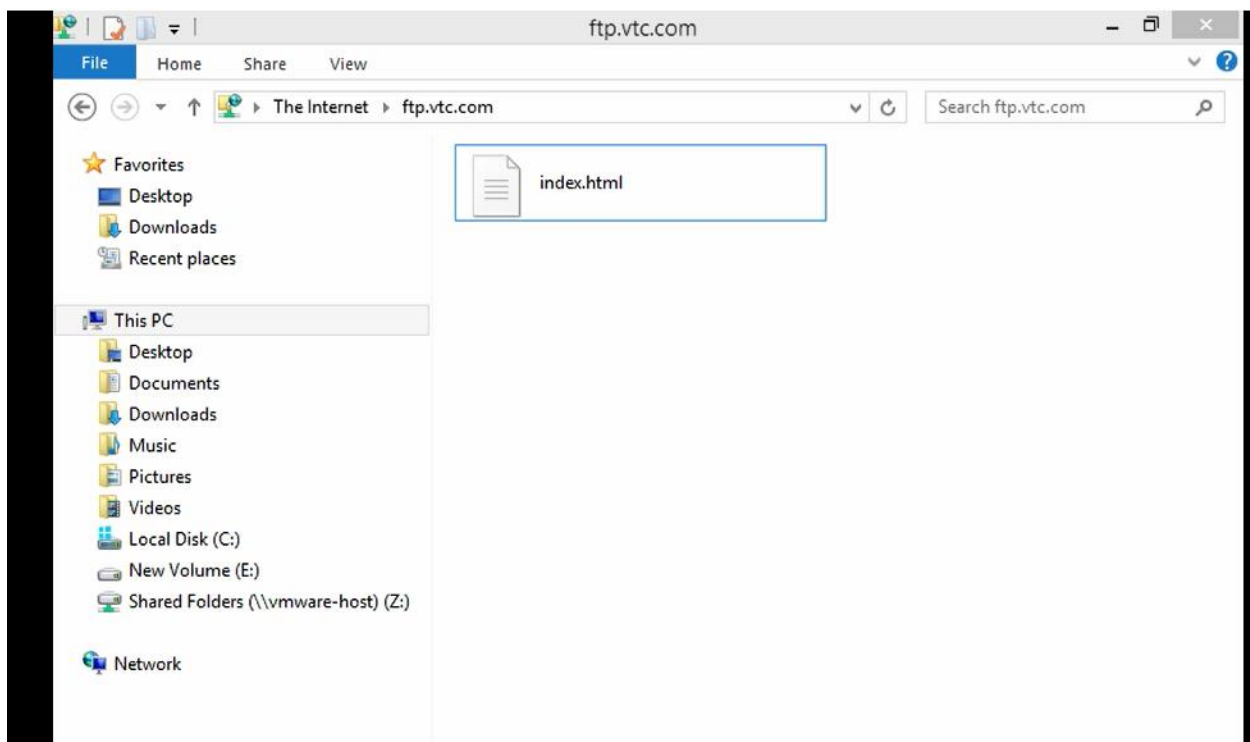 ftp.vtc.com
File Home Share View
The Internet ftp.vtc.com
Search ftp.vtc.com
Favorites
Desktop
Downloads
Recent places
This PC
Desktop
Documents
Downloads
Music
Pictures
Videos
Local Disk (C:)
New Volume (E:)
Shared Folders (\\vmware-host) (Z:)
Network
index.html